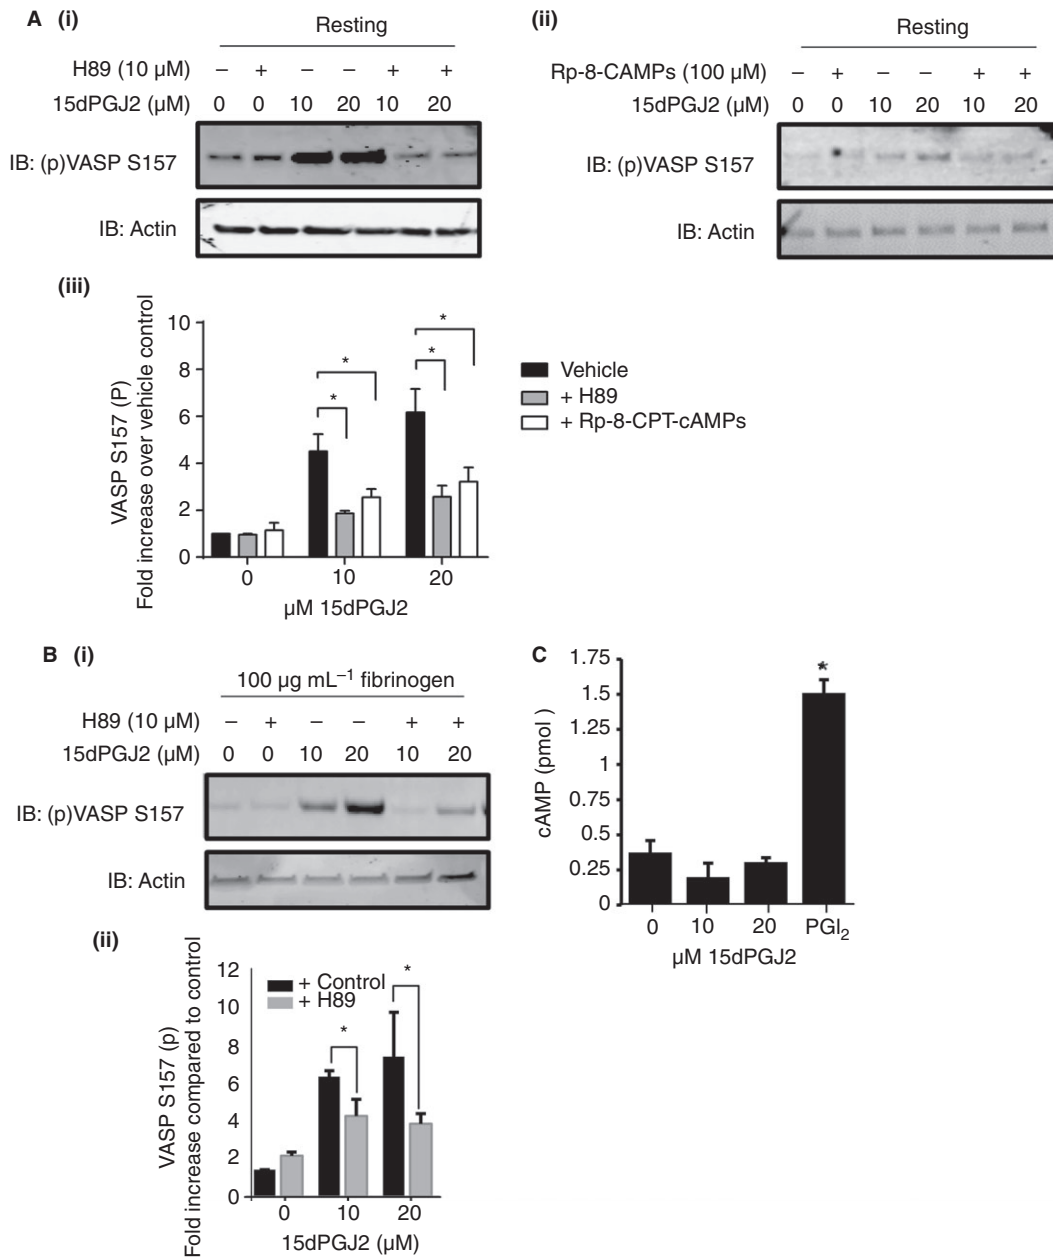 A (i)
Resting
H89 (10 µM) – + – – + +
15dPGJ2 (µM) 0 0 10 20 10 20
IB: (p)VASP S157
IB: Actin
(ii)
Resting
Rp-8-CAMPs (100 µM) – + – – + +
15dPGJ2 (µM) 0 0 10 20 10 20
IB: (p)VASP S157
IB: Actin
(iii)
VASP S157 (P)
Fold increase over vehicle control
10
8
6
4
2
0
* * * *
0 10 20
µM 15dPGJ2
Vehicle
+ H89
+ Rp-8-CPT-cAMPs
B (i)
100 µg mL⁻¹ fibrinogen
H89 (10 µM) – + – – + +
15dPGJ2 (µM) 0 0 10 20 10 20
IB: (p)VASP S157
IB: Actin
(ii)
VASP S157 (p)
Fold increase compared to control
12
10
8
6
4
2
0
+ Control
+ H89
* *
0 10 20
15dPGJ2 (µM)
C
cAMP (pmol )
1.75
1.5
1.25
1
0.75
0.5
0.25
0
*
0 10 20 PGI₂
µM 15dPGJ2